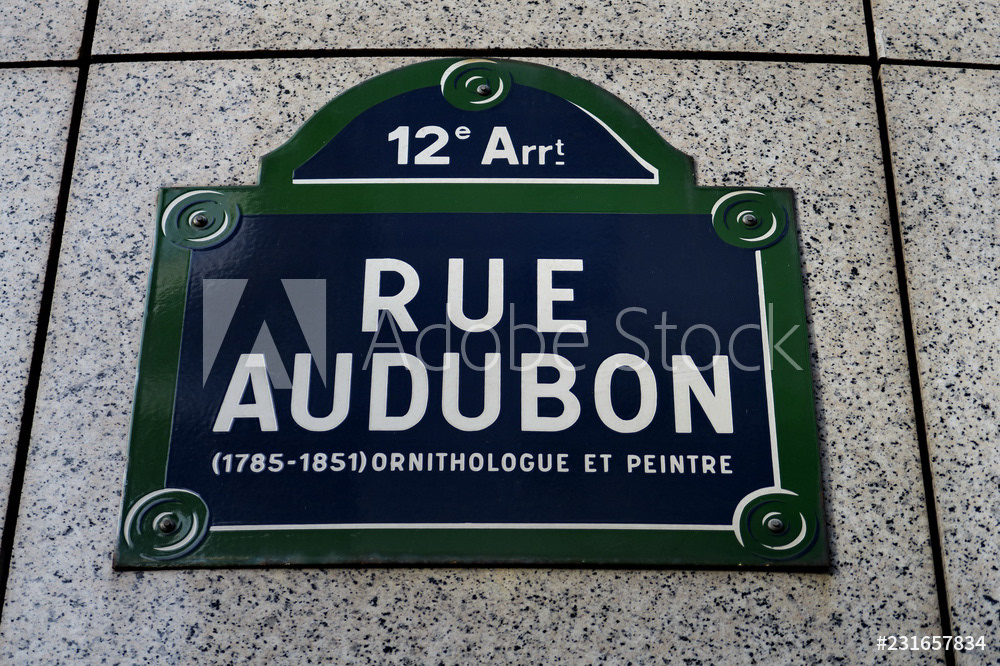 12e Arrt
RUE
AUDUBON
(1785-1851) ORNITHOLOGUE ET PEINTRE
Adobe Stock
#231657834